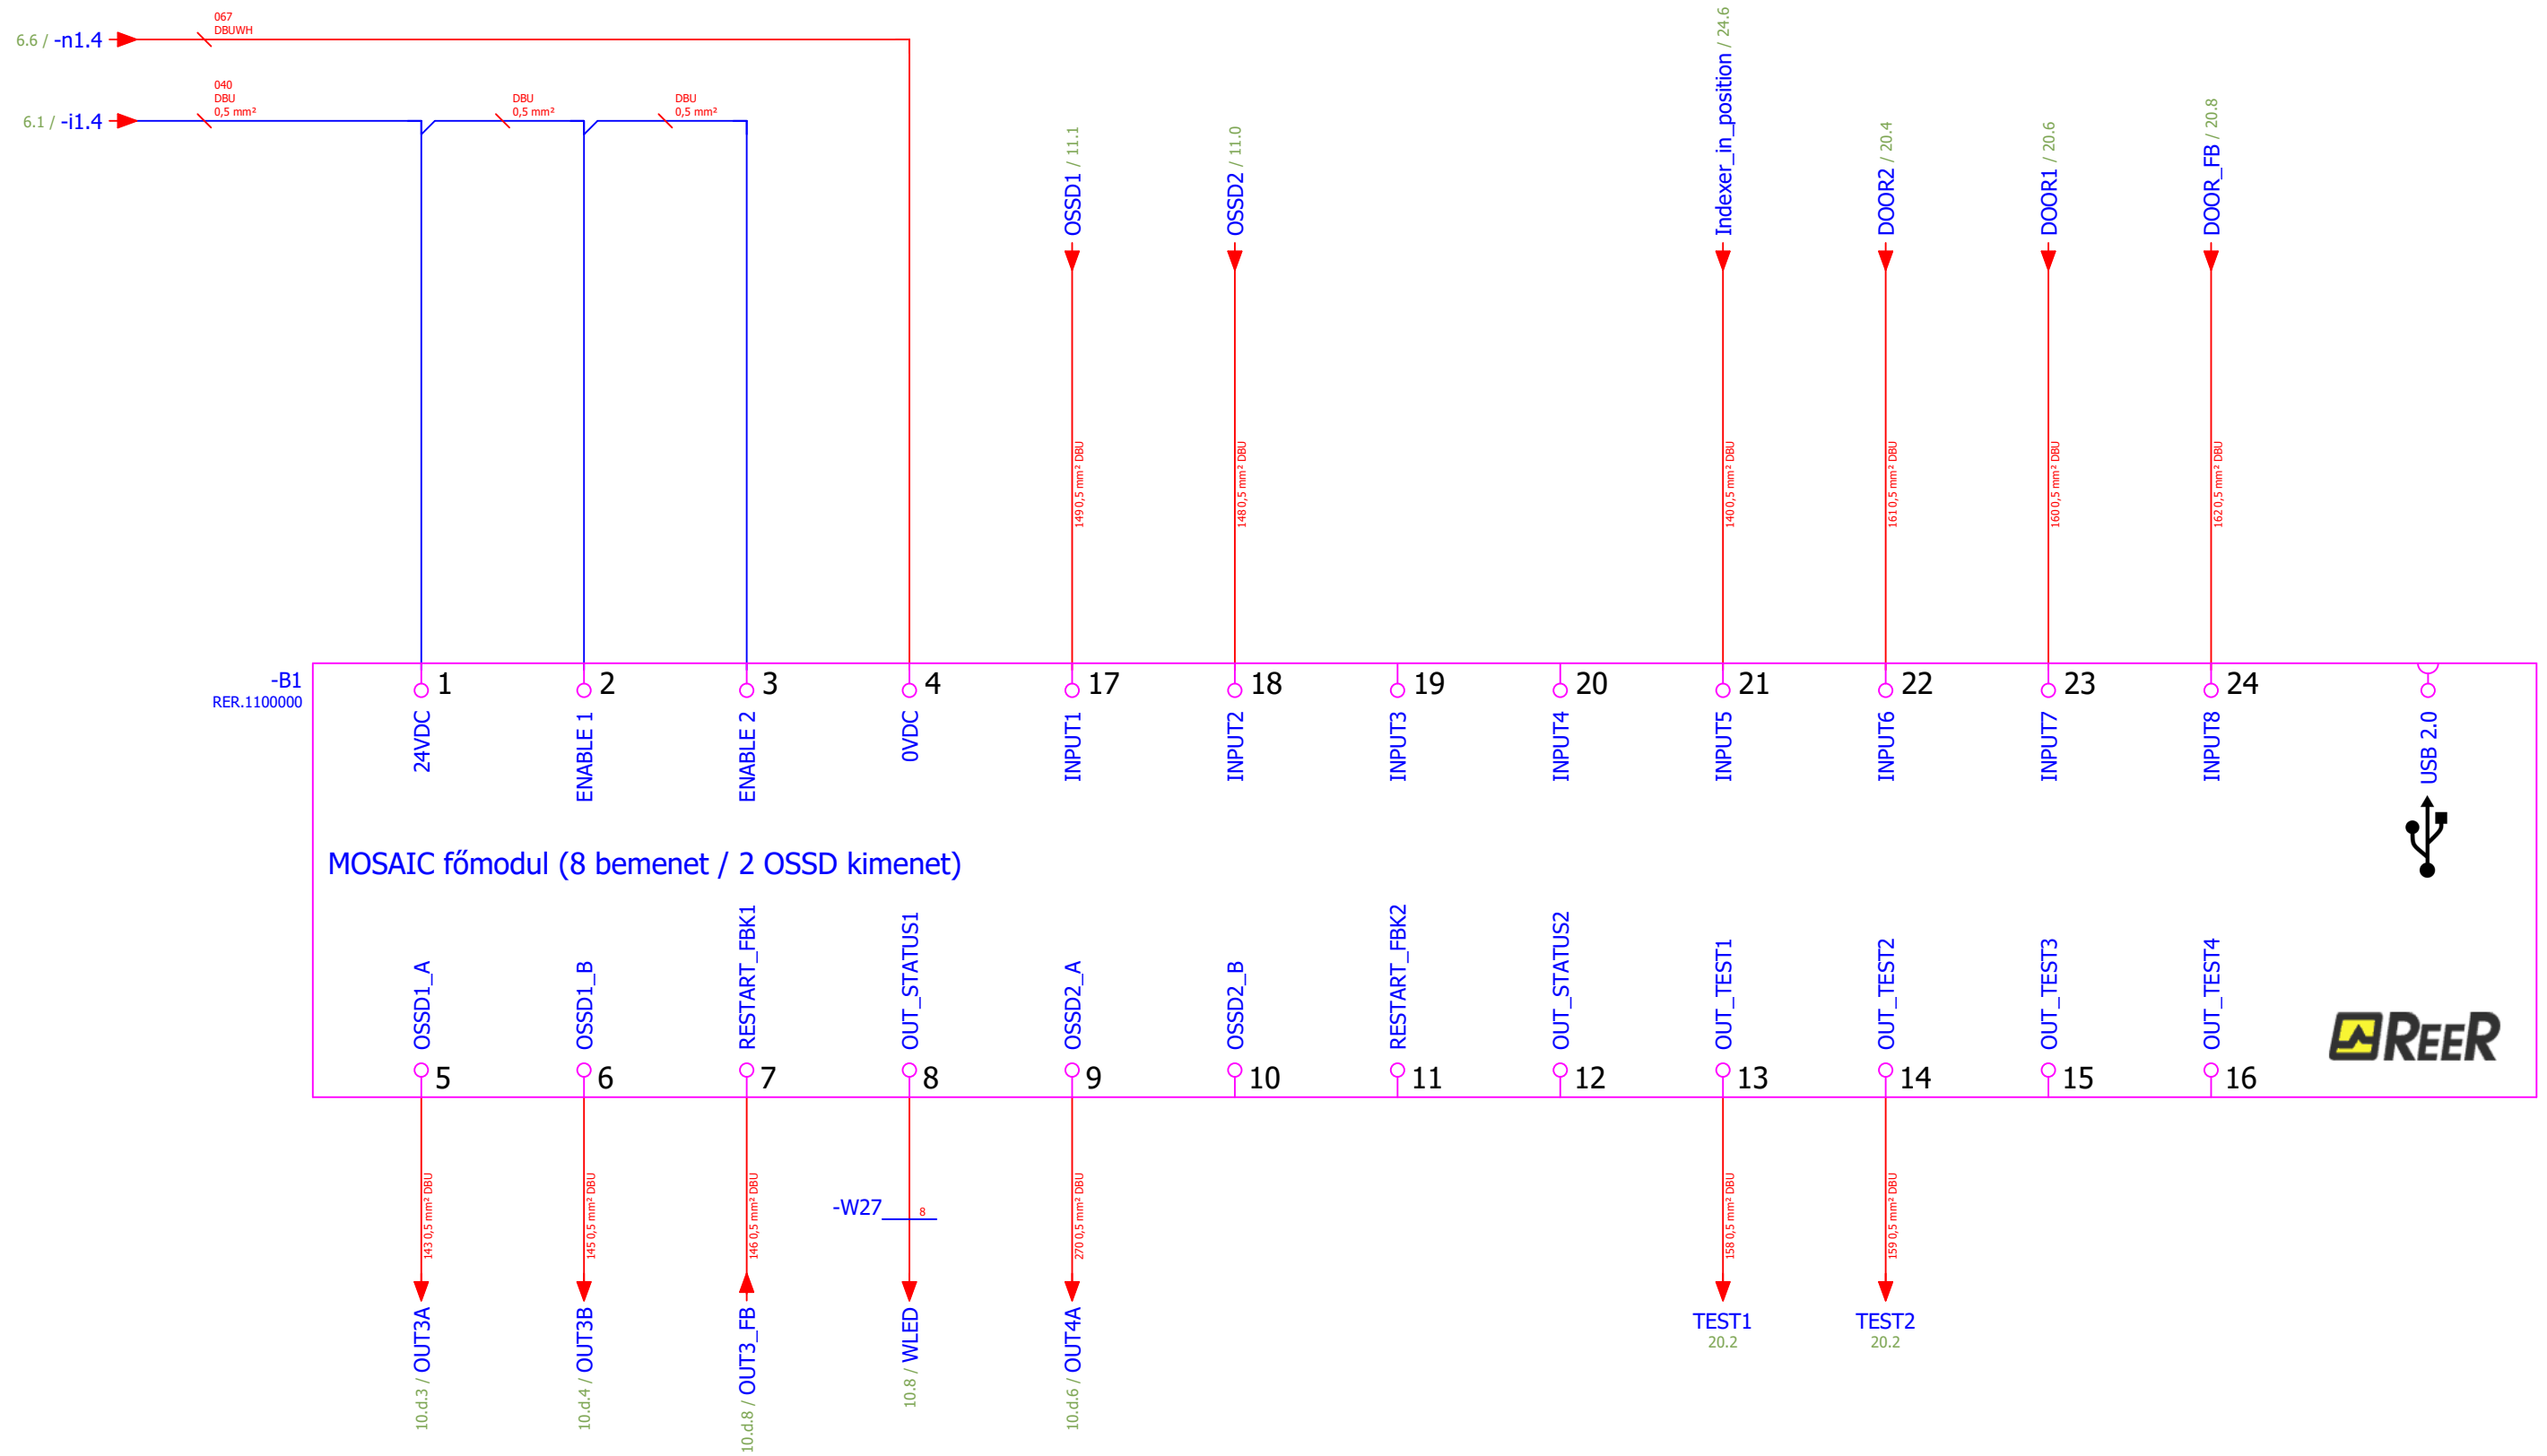 067
DBUWH
6.6 / -n1.4
040
DBU
0,5 mm²
DBU
0,5 mm²
DBU
0,5 mm²
6.1 / -i1.4
OSSD1 / 11.1
OSSD2 / 11.0
Indexer_in_position / 24.6
DOOR2 / 20.4
DOOR1 / 20.6
DOOR_FB / 20.8
149 0,5 mm² DBU
148 0,5 mm² DBU
140 0,5 mm² DBU
161 0,5 mm² DBU
160 0,5 mm² DBU
162 0,5 mm² DBU
-B1
RER.1100000
1
2
3
4
17
18
19
20
21
22
23
24
24VDC
ENABLE 1
ENABLE 2
0VDC
INPUT1
INPUT2
INPUT3
INPUT4
INPUT5
INPUT6
INPUT7
INPUT8
USB 2.0
MOSAIC főmodul (8 bemenet / 2 OSSD kimenet)
OSSD1_A
OSSD1_B
RESTART_FBK1
OUT_STATUS1
OSSD2_A
OSSD2_B
RESTART_FBK2
OUT_STATUS2
OUT_TEST1
OUT_TEST2
OUT_TEST3
OUT_TEST4
REER
5
6
7
8
9
10
11
12
13
14
15
16
143 0,5 mm² DBU
145 0,5 mm² DBU
146 0,5 mm² DBU
-W27
8
270 0,5 mm² DBU
158 0,5 mm² DBU
159 0,5 mm² DBU
10.d.3 / OUT3A
10.d.4 / OUT3B
10.d.8 / OUT3_FB
10.8 / WLED
10.d.6 / OUT4A
TEST1
20.2
TEST2
20.2